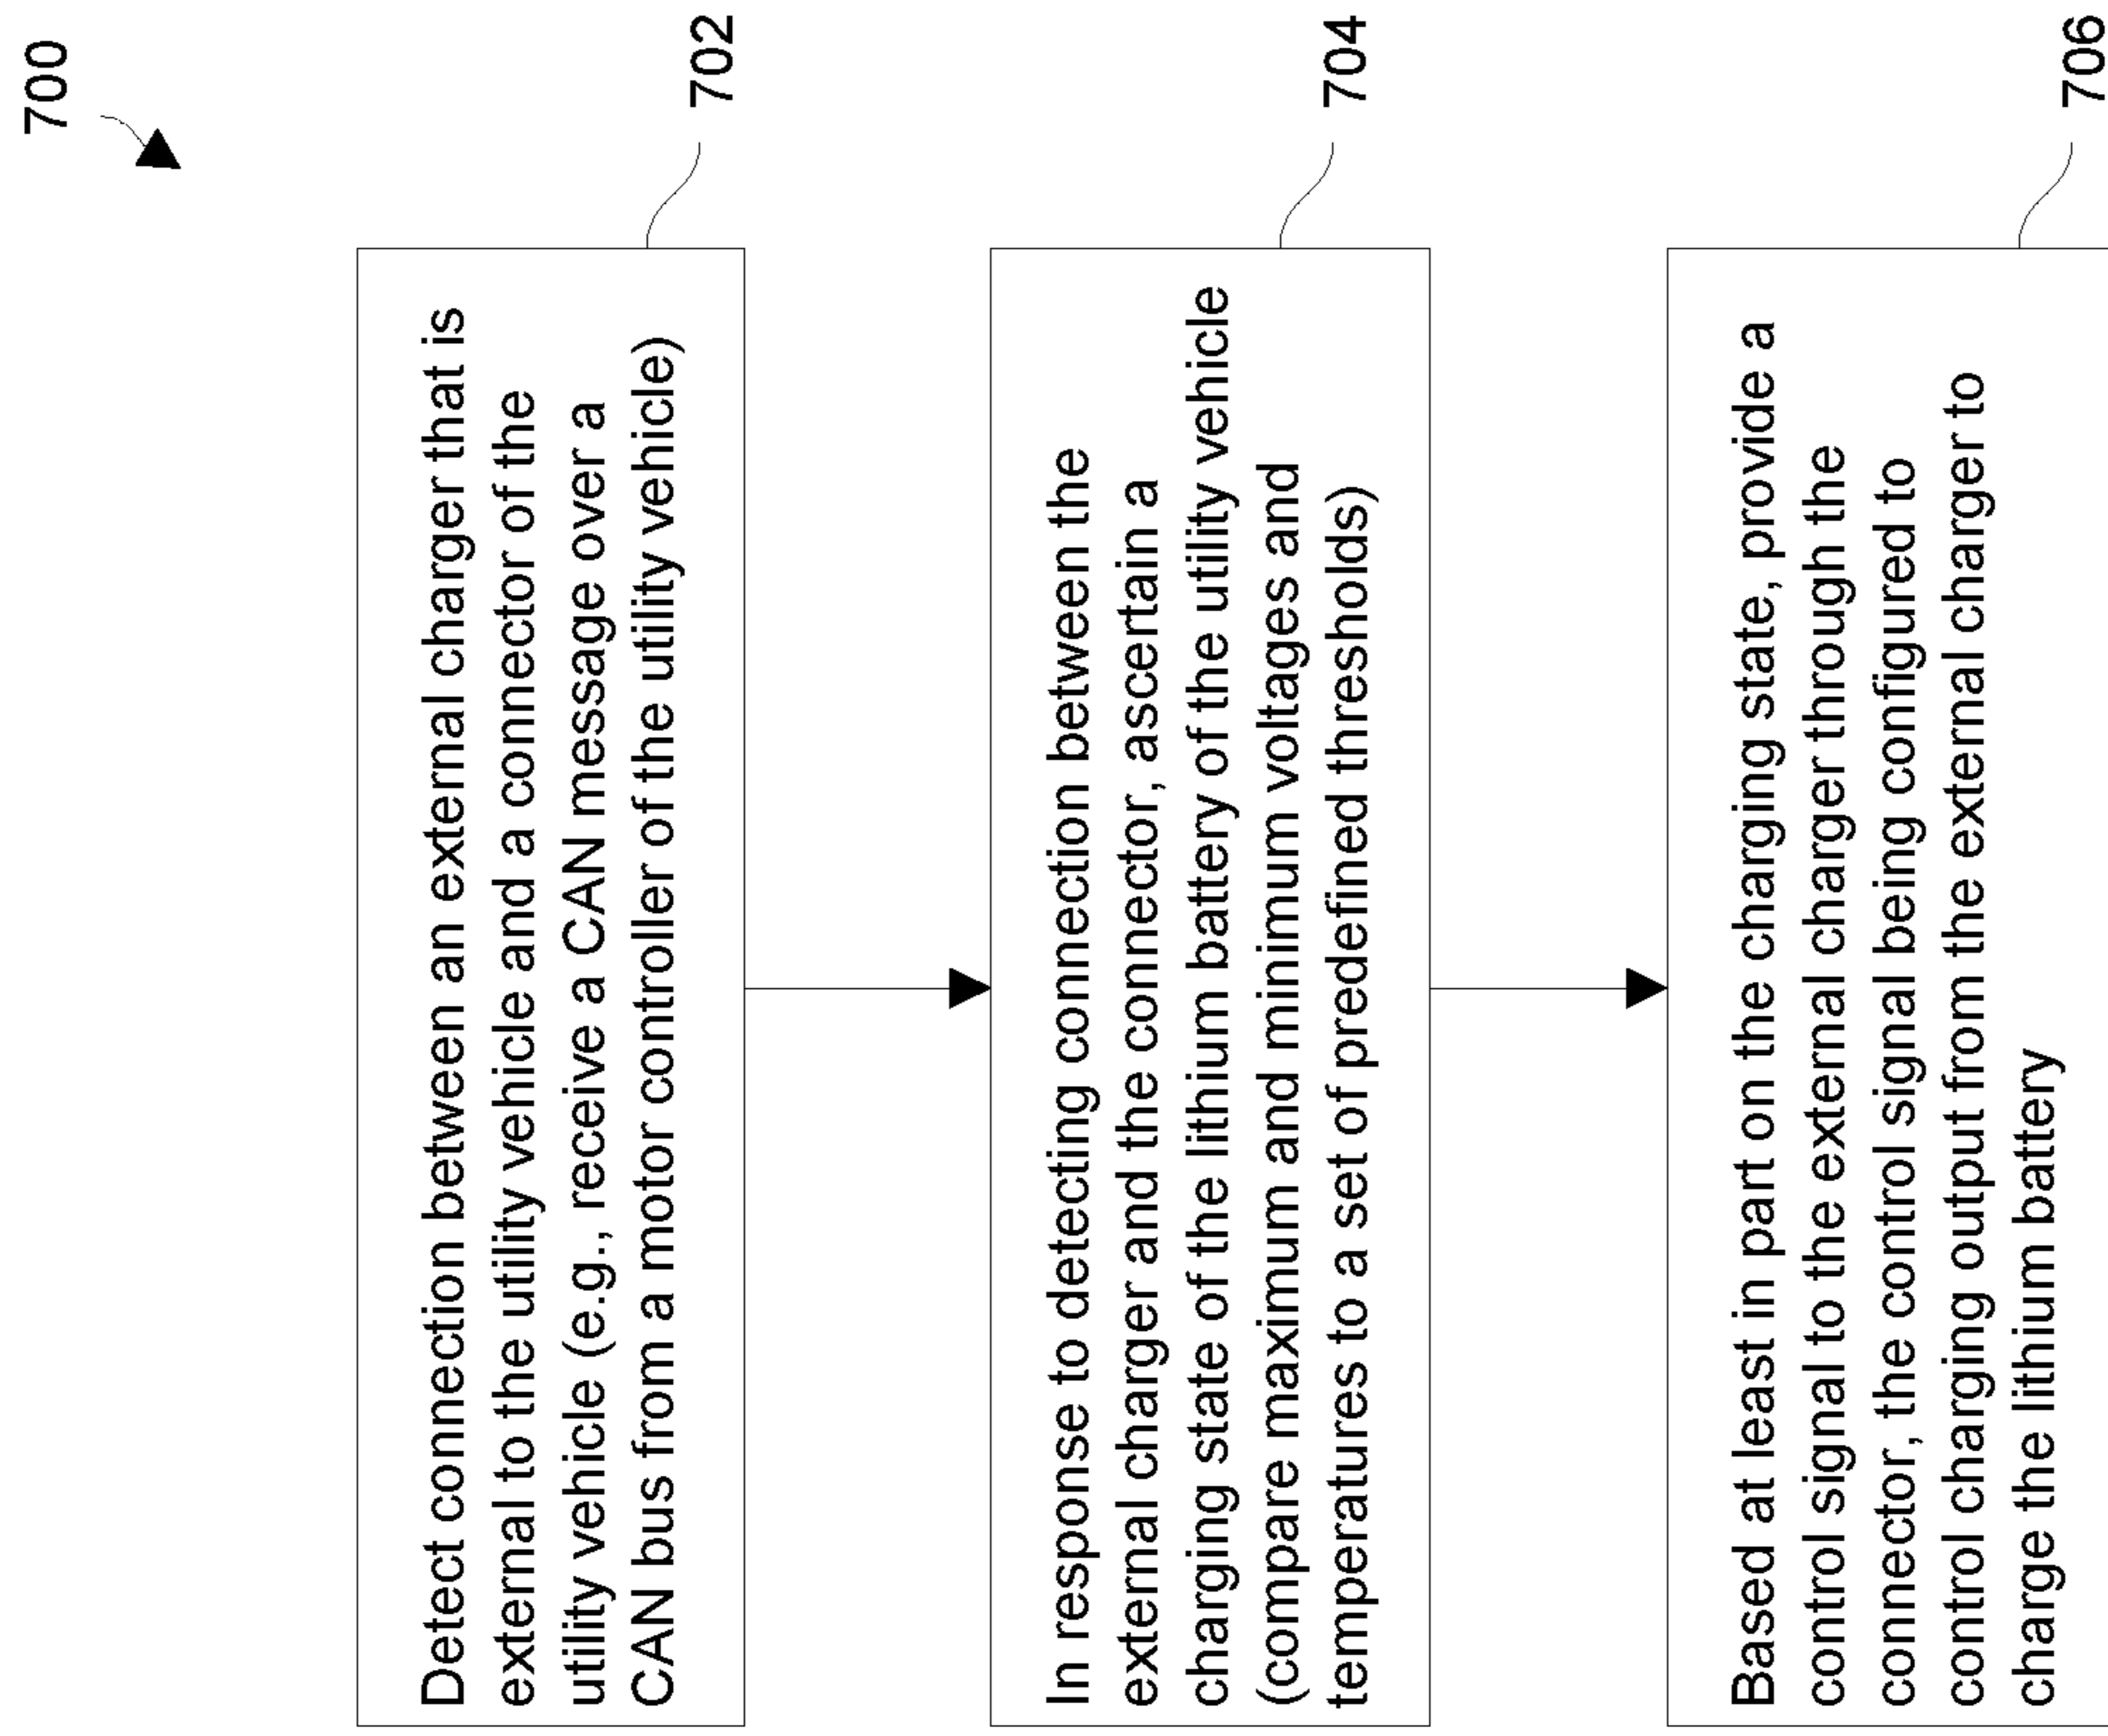 700
Detect connection between an external charger that is
external to the utility vehicle and a connector of the
utility vehicle (e.g., receive a CAN message over a
CAN bus from a motor controller of the utility vehicle)
702
In response to detecting connection between the
external charger and the connector, ascertain a
charging state of the lithium battery of the utility vehicle
(compare maximum and minimum voltages and
temperatures to a set of predefined thresholds)
704
Based at least in part on the charging state, provide a
control signal to the external charger through the
connector, the control signal being configured to
control charging output from the external charger to
charge the lithium battery
706